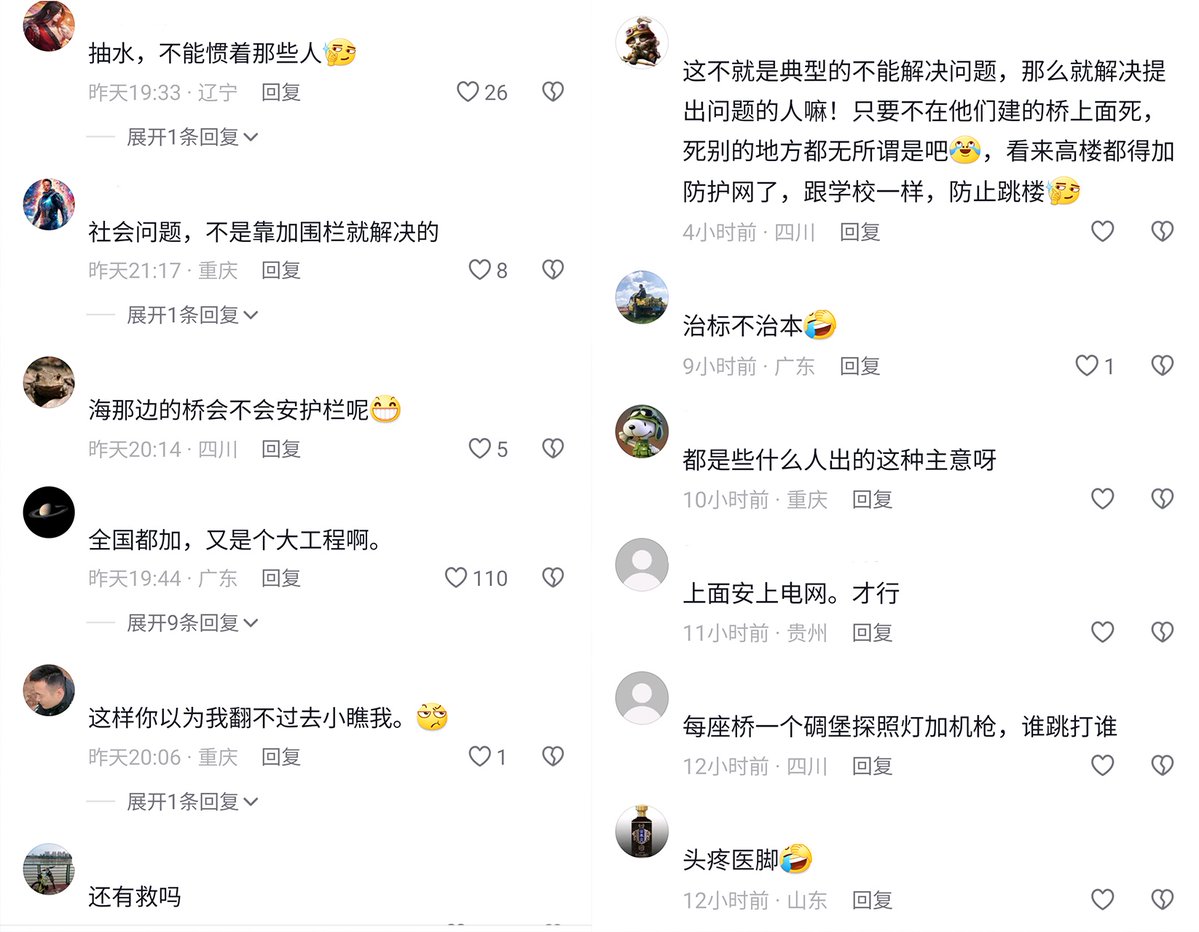 抽水，不能惯着那些人
昨天19:33 · 辽宁 回复 26
展开1条回复
社会问题，不是靠加围栏就解决的
昨天21:17 · 重庆 回复 8
展开1条回复
海那边的桥会不会安护栏呢
昨天20:14 · 四川 回复 5
全国都加，又是个大工程啊。
昨天19:44 · 广东 回复 110
展开9条回复
这样你以为我翻不过去小瞧我。
昨天20:06 · 重庆 回复 1
展开1条回复
还有救吗
这不就是典型的不能解决问题，那么就解决提
出问题的人嘛！只要不在他们建的桥上面死，
死别的地方都无所谓是吧，看来高楼都得加
防护网了，跟学校一样，防止跳楼
4小时前 · 四川 回复
治标不治本
9小时前 · 广东 回复 1
都是些什么人出的这种主意呀
10小时前 · 重庆 回复
上面安上电网。才行
11小时前 · 贵州 回复
每座桥一个碉堡探照灯加机枪，谁跳打谁
12小时前 · 四川 回复
头疼医脚
12小时前 · 山东 回复